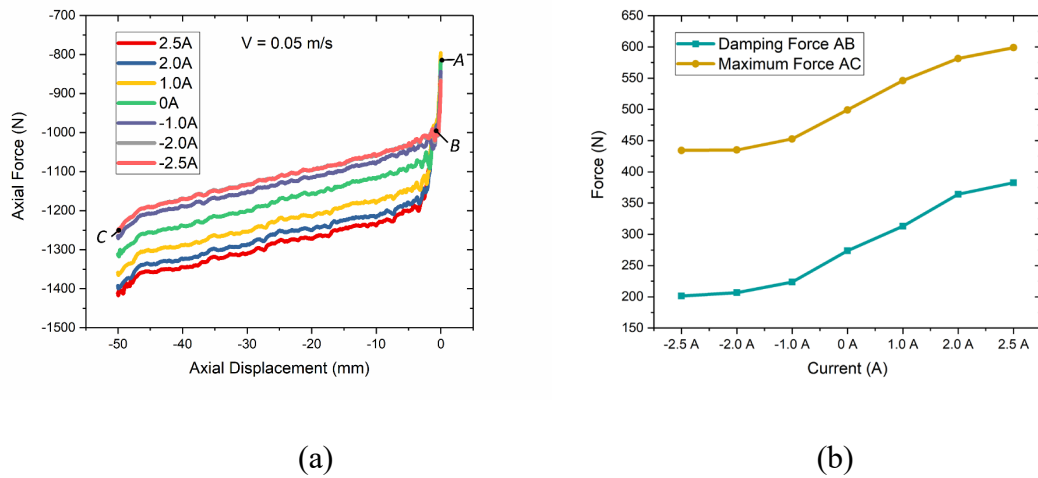 -700
-800
-900
-1000
-1100
-1200
-1300
-1400
-1500
Axial Force (N)
-50
-40
-30
-20
-10
0
Axial Displacement (mm)
2.5A
2.0A
1.0A
0A
-1.0A
-2.0A
-2.5A
V = 0.05 m/s
A
B
C
(a)
650
600
550
500
450
400
350
300
250
200
150
Force (N)
Damping Force AB
Maximum Force AC
-2.5 A
-2.0 A
-1.0 A
0 A
1.0 A
2.0 A
2.5 A
Current (A)
(b)